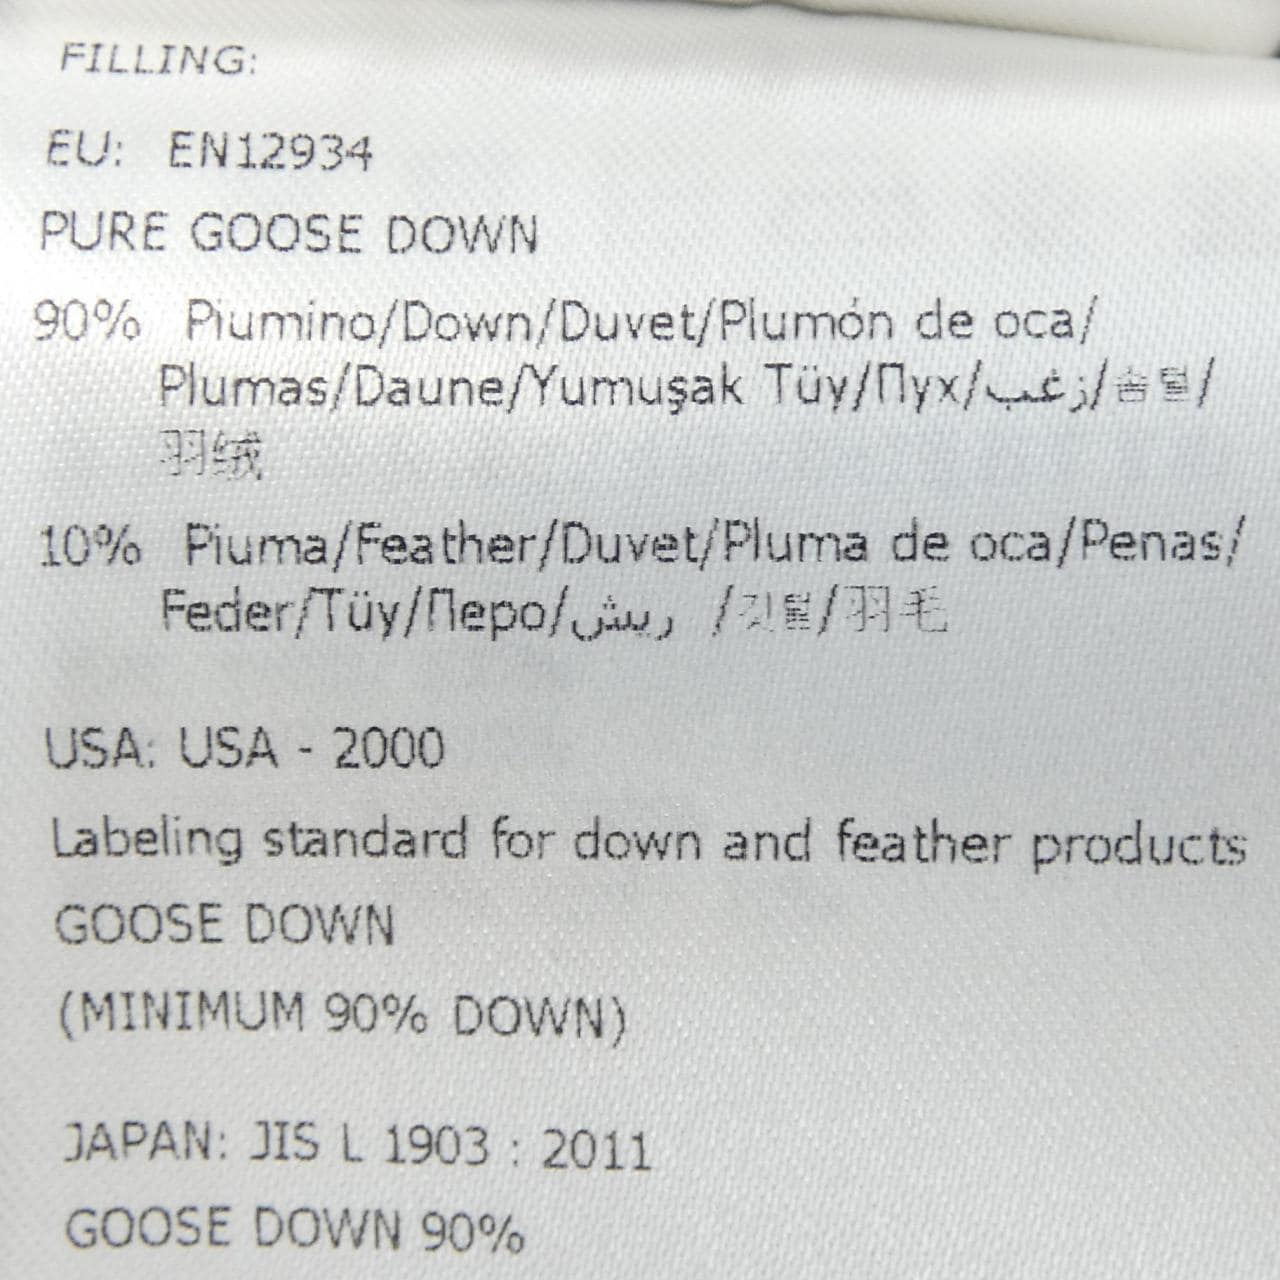 FILLING:
EU: EN12934
PURE GOOSE DOWN
90% Piumino/Down/Duvet/Plumón de oca/
Plumas/Daune/Yumuşak Tüy/Пух/زغب/솜털/
羽绒
10% Piuma/Feather/Duvet/Pluma de oca/Penas/
Feder/Tüy/Перо/ريش /깃털/羽毛
USA: USA - 2000
Labeling standard for down and feather products
GOOSE DOWN
(MINIMUM 90% DOWN)
JAPAN: JIS L 1903 : 2011
GOOSE DOWN 90%